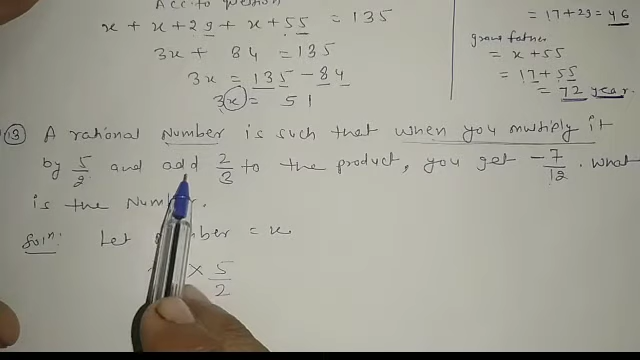 Acc. to question
x + x + 29 + x + 55 = 135
3x + 84 = 135
3x = 135 - 84
3x = 51
= 17 + 29 = 46
grand father
= x + 55
= 17 + 55
= 72 year.
13 A rational Number is such that when you multiply it
by 5/2 and add 2/3 to the product, you get -7/12. What
is the Number.
Soln: Let = x
× 5/2